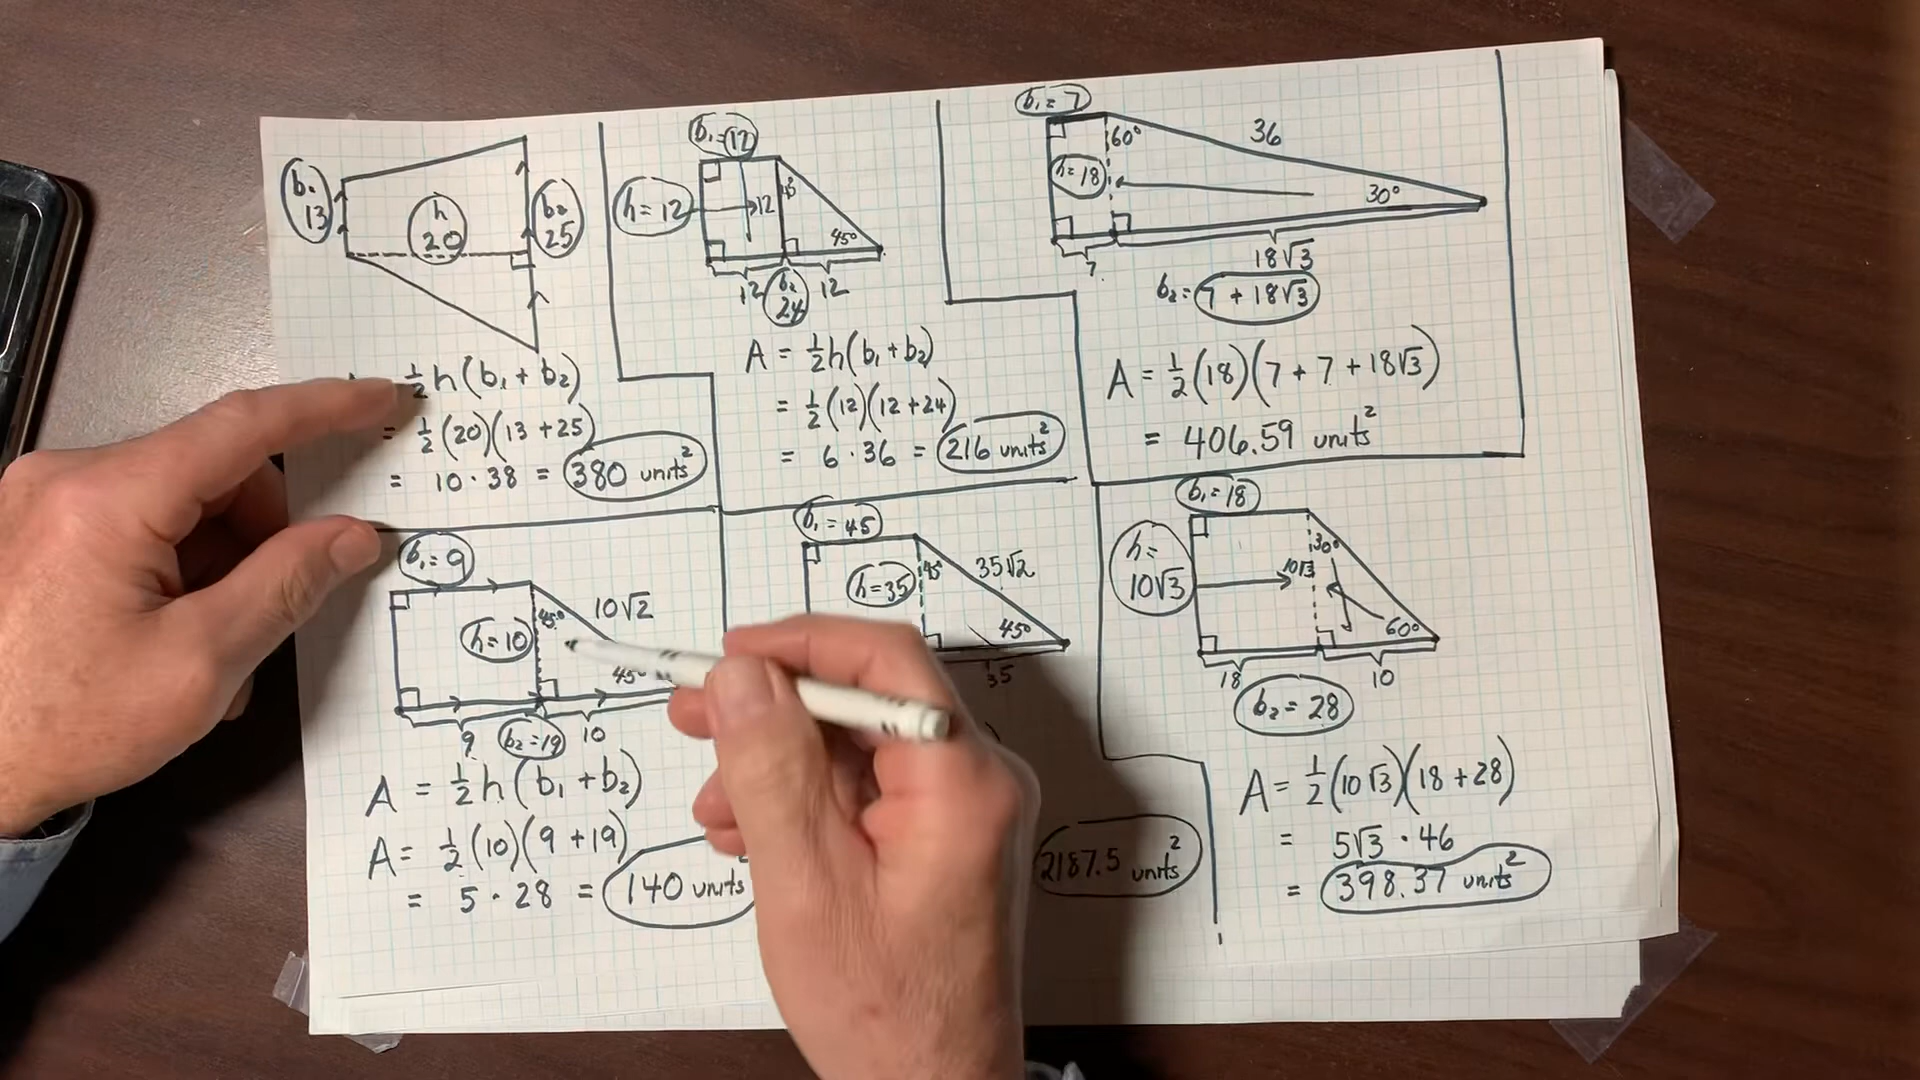 b₁
13
h
20
b₂
25
½h(b₁ + b₂)
= ½(20)(13 + 25)
= 10 · 38 = 380 units²
b₁ = 12
h = 12
12
45°
12
b₂
24
12
A = ½h(b₁ + b₂)
= ½(12)(12 + 24)
= 6 · 36 = 216 units²
b₁ = 7
60°
36
h = 18
30°
7
18√3
b₂ = 7 + 18√3
A = ½(18)(7 + 7 + 18√3)
= 406.59 units²
b₁ = 9
45°
10√2
h = 10
45°
9
b₂ = 19
10
A = ½h(b₁ + b₂)
A = ½(10)(9 + 19)
= 5 · 28 = 140 units²
b₁ = 45
45°
35√2
h = 35
45°
35
2187.5 units²
b₁ = 18
h =
10√3
30°
10√3
60°
18
10
b₂ = 28
A = ½(10√3)(18 + 28)
= 5√3 · 46
= 398.37 units²